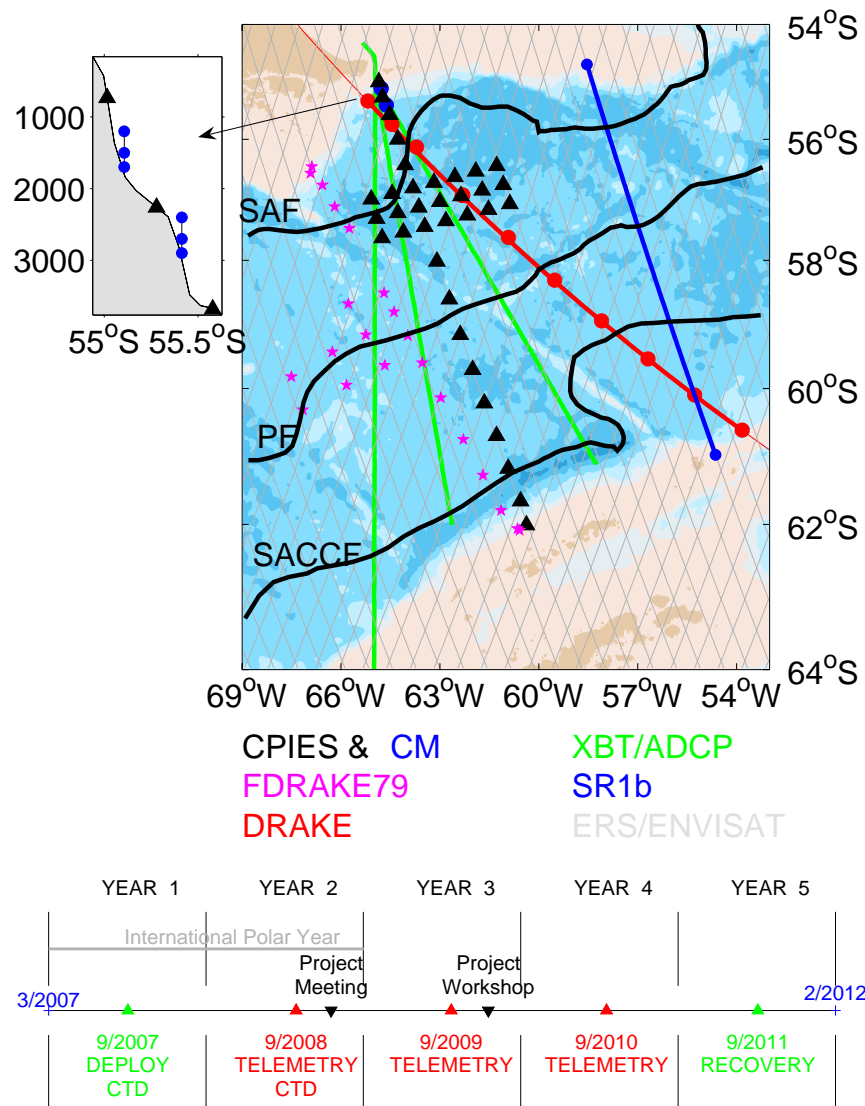 54°S
1000
56°S
2000
SAF
3000
58°S
55°S 55.5°S
60°S
PF
62°S
SACCF
64°S
69°W 66°W 63°W 60°W 57°W 54°W
CPIES & CM XBT/ADCP
FDRAKE79 SR1b
DRAKE ERS/ENVISAT
YEAR 1 YEAR 2 YEAR 3 YEAR 4 YEAR 5
International Polar Year
Project Project
Meeting Workshop
3/2007 2/2012
9/2007 9/2008 9/2009 9/2010 9/2011
DEPLOY TELEMETRY TELEMETRY TELEMETRY RECOVERY
CTD CTD